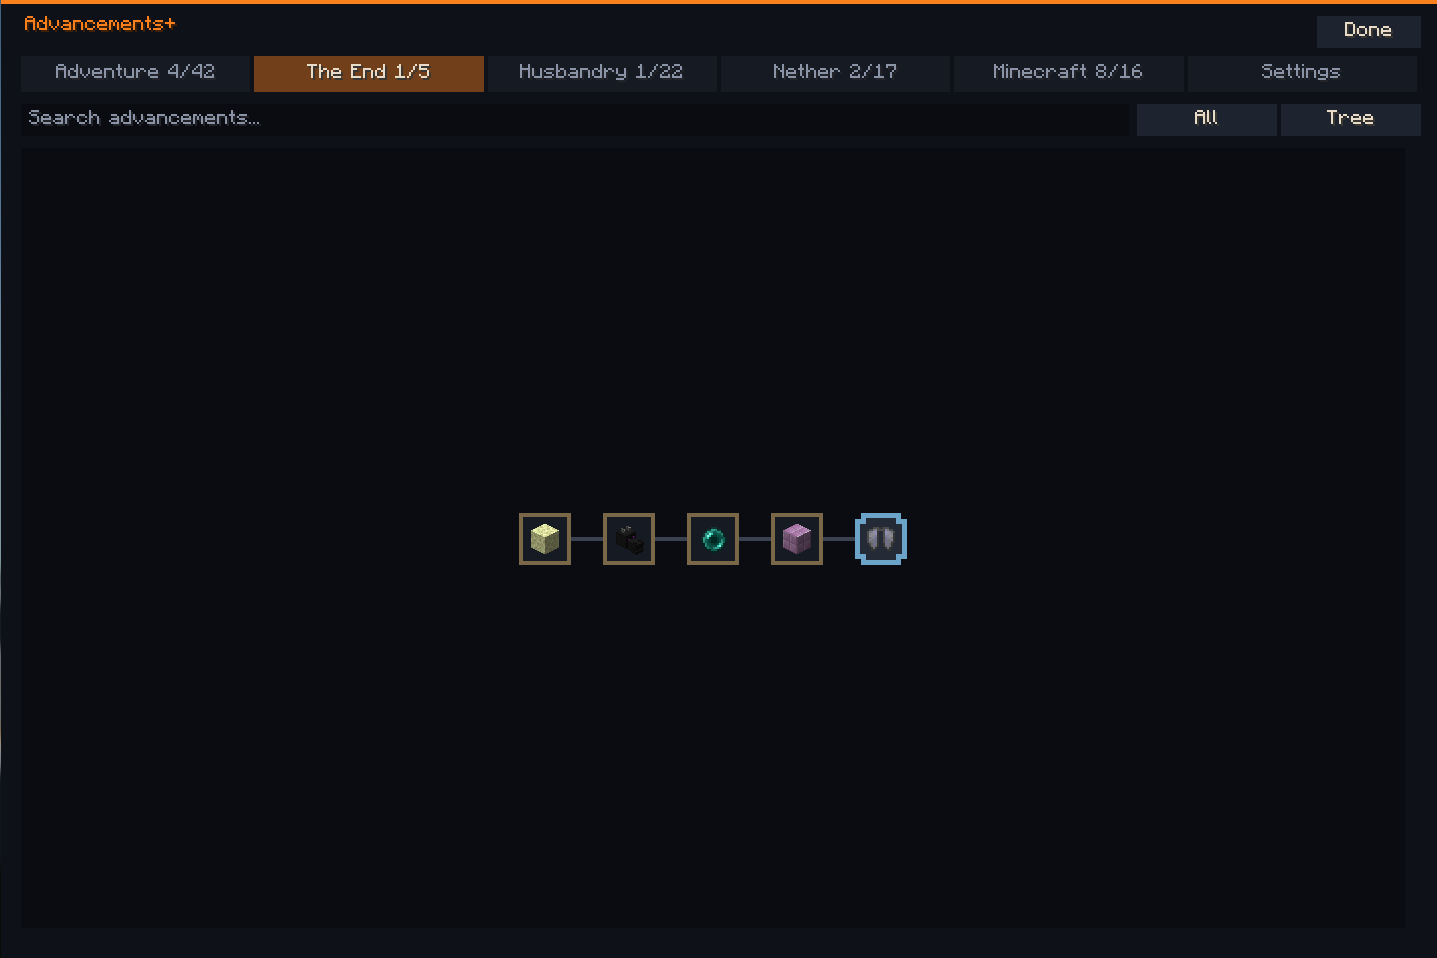 Advancements+
Done
Adventure 4/42 The End 1/5 Husbandry 1/22 Nether 2/17 Minecraft 8/16 Settings
Search advancements... All Tree